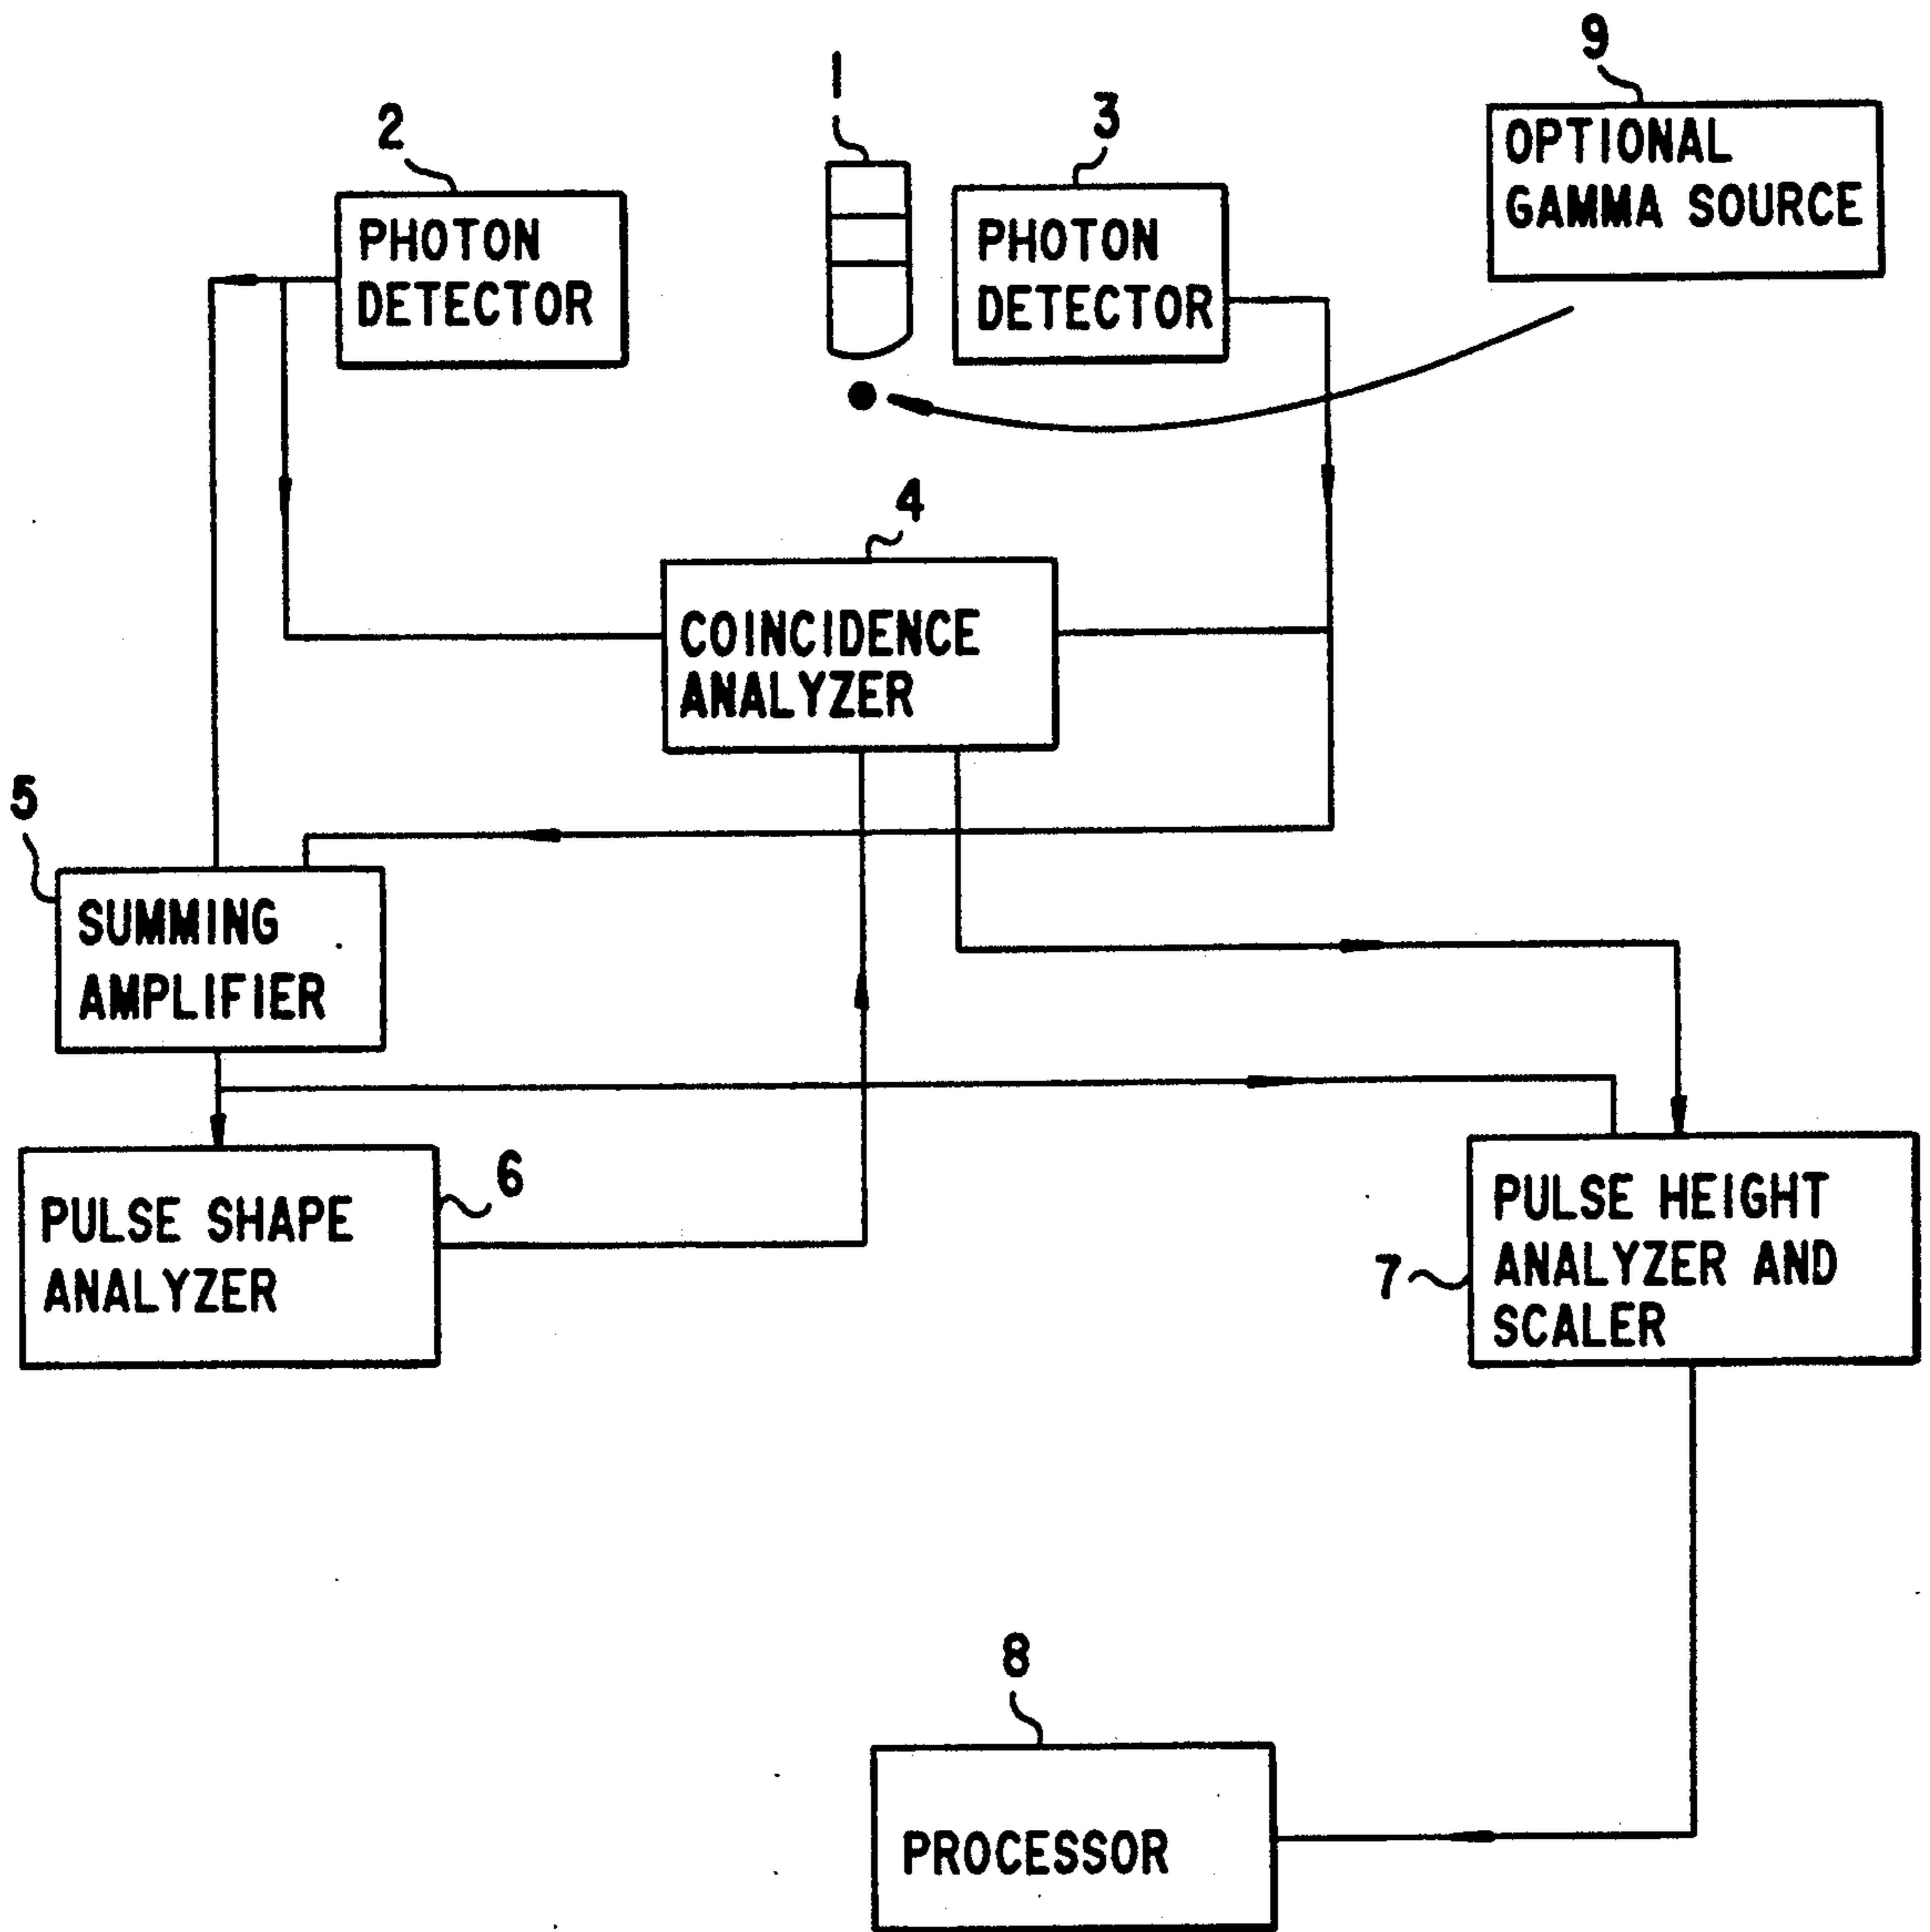 9
OPTIONAL
GAMMA SOURCE
1
2
3
PHOTON
DETECTOR
PHOTON
DETECTOR
4
COINCIDENCE
ANALYZER
5
SUMMING
AMPLIFIER
6
PULSE SHAPE
ANALYZER
7
PULSE HEIGHT
ANALYZER AND
SCALER
8
PROCESSOR